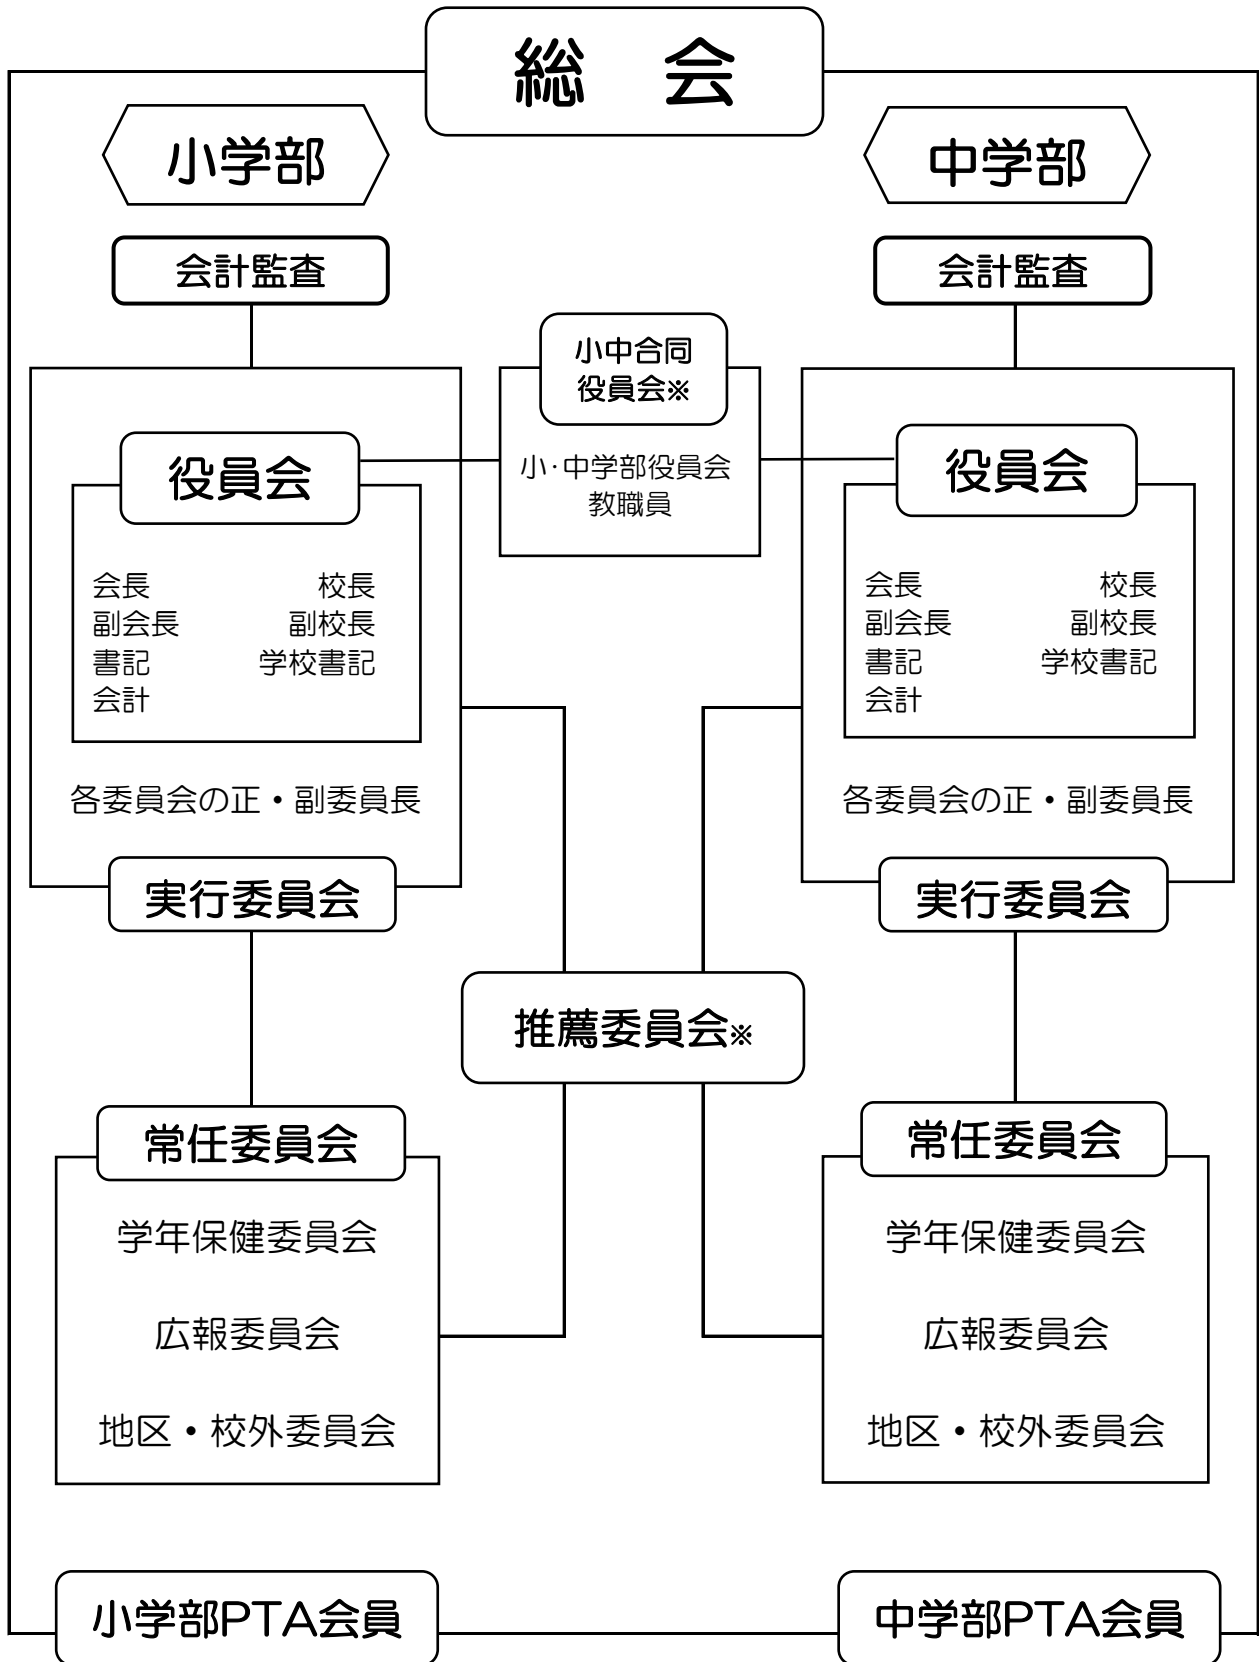 総　会
小学部
会計監査
役員会
会長　校長
副会長　副校長
書記　学校書記
会計
各委員会の正・副委員長
実行委員会
常任委員会
学年保健委員会
広報委員会
地区・校外委員会
小学部PTA会員
小中合同
役員会※
小・中学部役員会
教職員
推薦委員会※
中学部
会計監査
役員会
会長　校長
副会長　副校長
書記　学校書記
会計
各委員会の正・副委員長
実行委員会
常任委員会
学年保健委員会
広報委員会
地区・校外委員会
中学部PTA会員